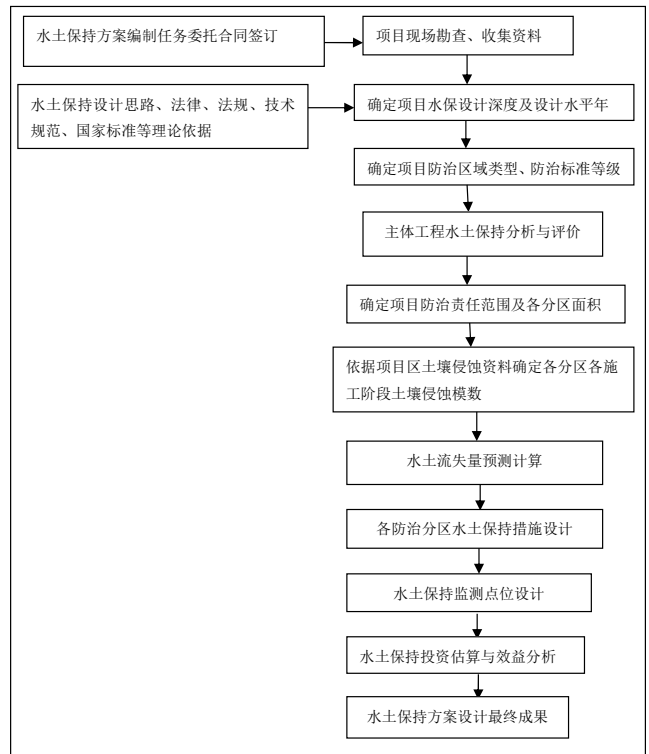 水土保持方案编制任务委托合同签订
项目现场勘查、收集资料
水土保持设计思路、法律、法规、技术
规范、国家标准等理论依据
确定项目水保设计深度及设计水平年
确定项目防治区域类型、防治标准等级
主体工程水土保持分析与评价
确定项目防治责任范围及各分区面积
依据项目区土壤侵蚀资料确定各分区各施
工阶段土壤侵蚀模数
水土流失量预测计算
各防治分区水土保持措施设计
水土保持监测点位设计
水土保持投资估算与效益分析
水土保持方案设计最终成果